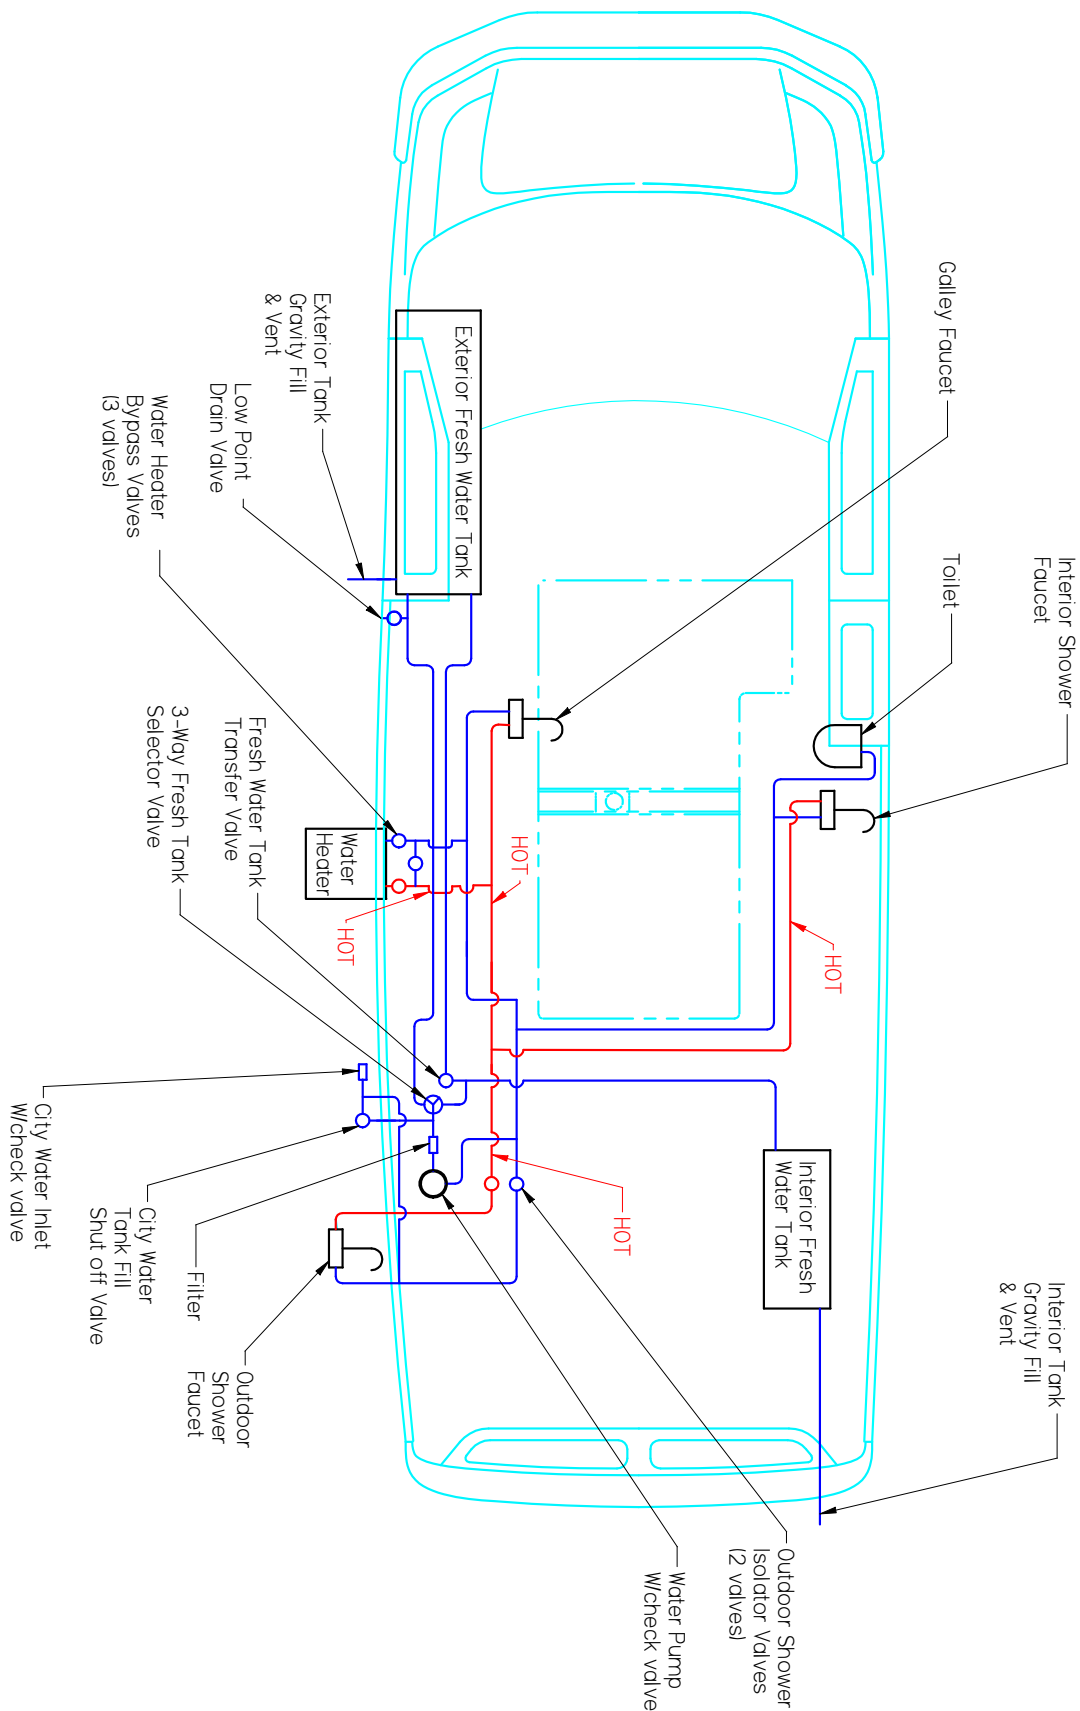 Interior Shower
Faucet
Toilet
Galley Faucet
Exterior Fresh Water Tank
Exterior Tank
Gravity Fill
& Vent
Low Point
Drain Valve
Water Heater
Bypass Valves
(3 valves)
Fresh Water Tank
Transfer Valve
3-Way Fresh Tank
Selector Valve
Water
Heater
HOT
HOT
HOT
HOT
Interior Fresh
Water Tank
Interior Tank
Gravity Fill
& Vent
Outdoor Shower
Isolator Valves
(2 valves)
Water Pump
W/check valve
Outdoor
Shower
Faucet
Filter
City Water
Tank Fill
Shut off Valve
City Water Inlet
W/check valve